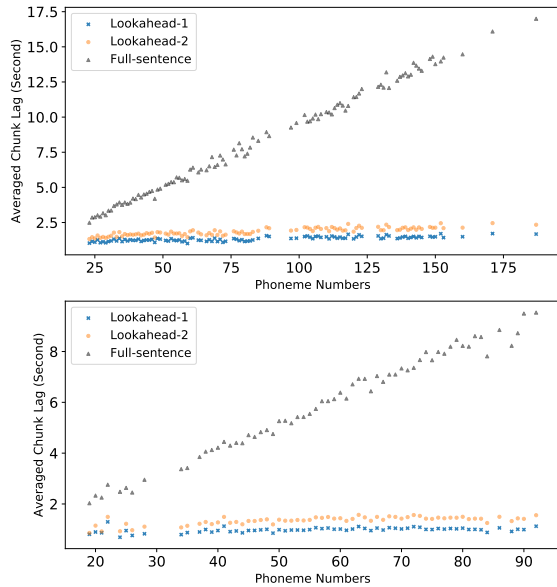 Lookahead-1
Lookahead-2
Full-sentence
Averaged Chunk Lag (Second)
17.5
15.0
12.5
10.0
7.5
5.0
2.5
25 50 75 100 125 150 175
Phoneme Numbers
Lookahead-1
Lookahead-2
Full-sentence
Averaged Chunk Lag (Second)
8
6
4
2
20 30 40 50 60 70 80 90
Phoneme Numbers